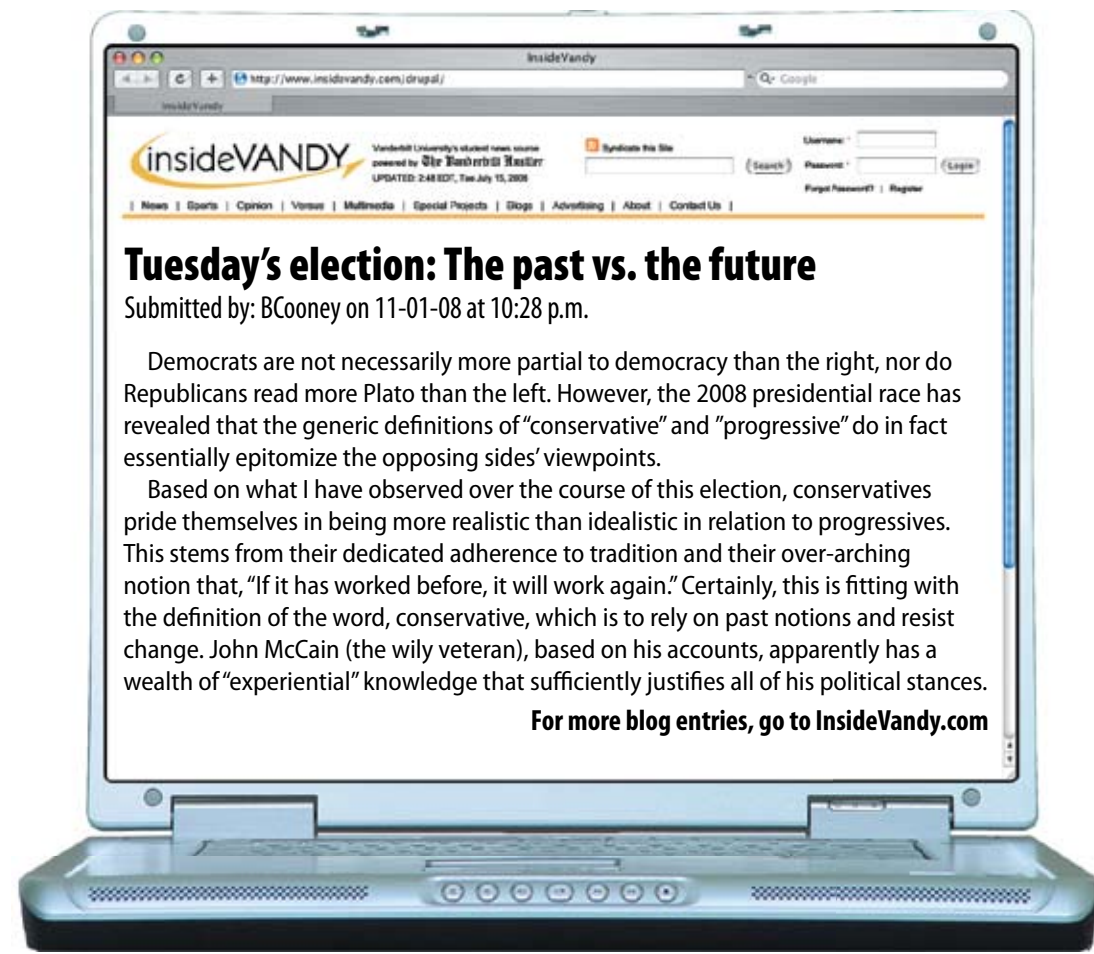 InsideVandy
http://www.insidevandy.com/drupal/
Google
InsideVandy
insideVANDY
Vanderbilt University's student news source
powered by The Vanderbilt Hustler
UPDATED: 2:48 EDT, Tue July 15, 2008
Syndicate this Site
Search
Username: *
Password: *
Login
Forgot Password? | Register
| News | Sports | Opinion | Versus | Multimedia | Special Projects | Blogs | Advertising | About | Contact Us |
Tuesday's election: The past vs. the future
Submitted by: BCooney on 11-01-08 at 10:28 p.m.
Democrats are not necessarily more partial to democracy than the right, nor do
Republicans read more Plato than the left. However, the 2008 presidential race has
revealed that the generic definitions of “conservative” and ”progressive” do in fact
essentially epitomize the opposing sides’ viewpoints.
Based on what I have observed over the course of this election, conservatives
pride themselves in being more realistic than idealistic in relation to progressives.
This stems from their dedicated adherence to tradition and their over-arching
notion that, “If it has worked before, it will work again.” Certainly, this is fitting with
the definition of the word, conservative, which is to rely on past notions and resist
change. John McCain (the wily veteran), based on his accounts, apparently has a
wealth of “experiential” knowledge that sufficiently justifies all of his political stances.
For more blog entries, go to InsideVandy.com